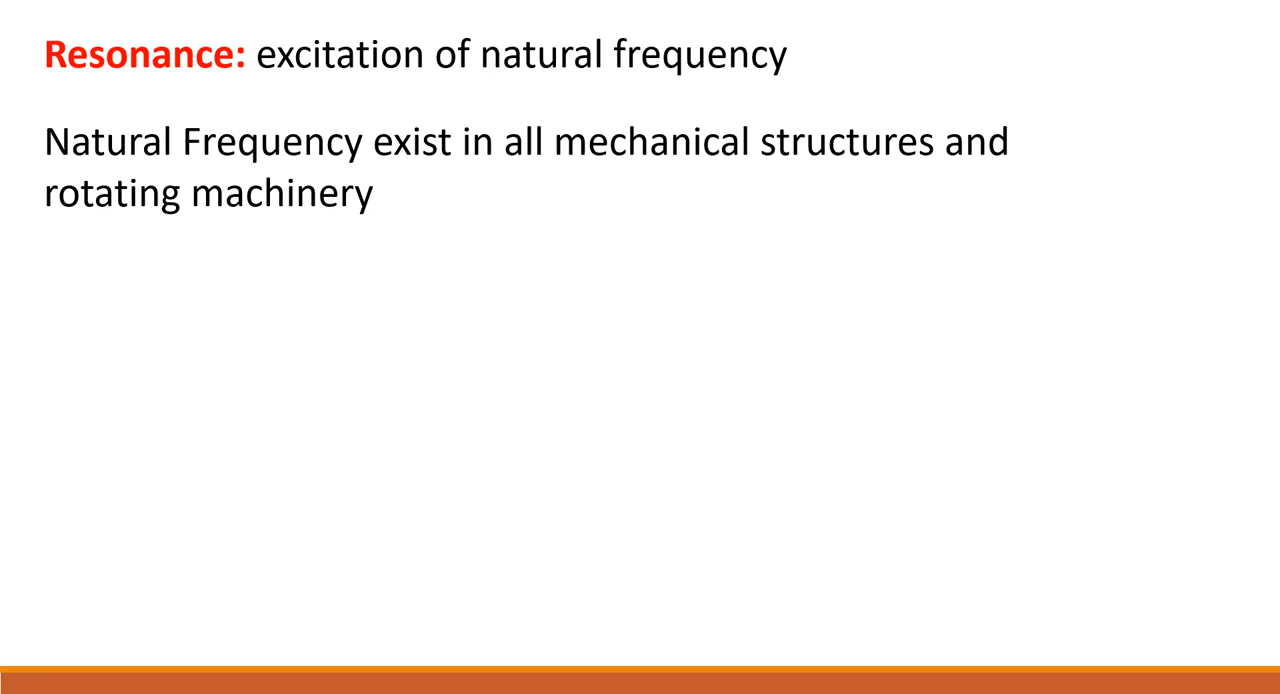 Resonance: excitation of natural frequency
Natural Frequency exist in all mechanical structures and
rotating machinery